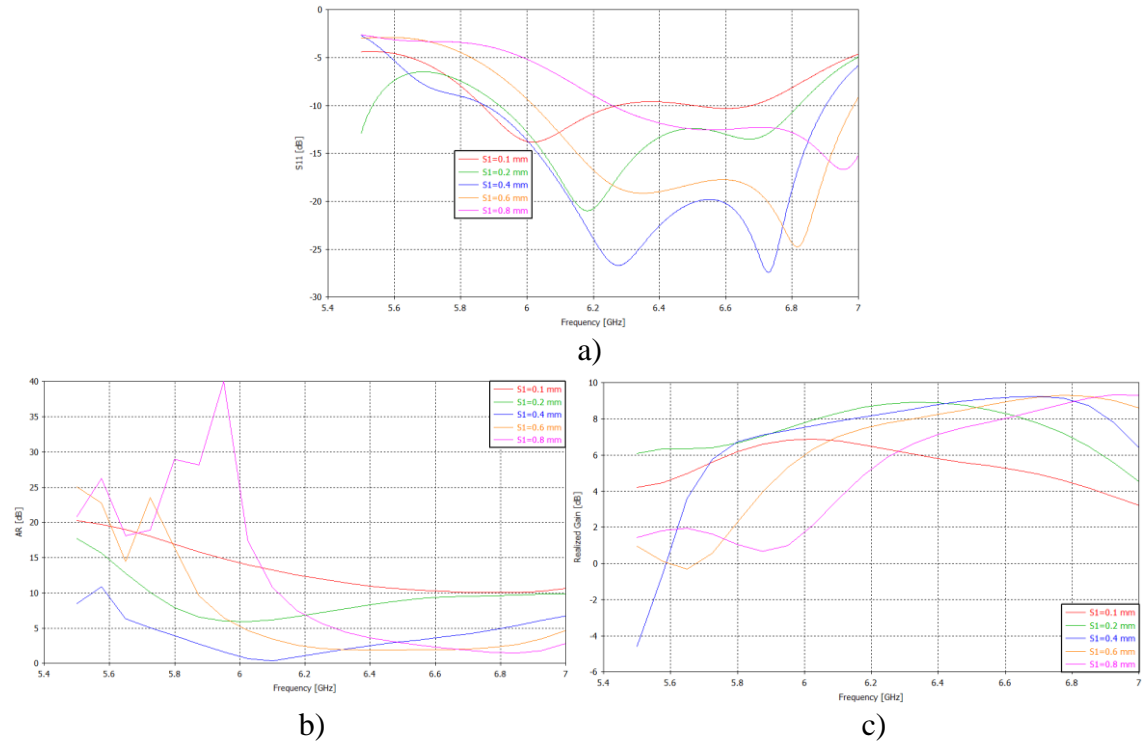 0
-5
-10
-15
-20
-25
-30
S11 [dB]
S1=0.1 mm
S1=0.2 mm
S1=0.4 mm
S1=0.6 mm
S1=0.8 mm
5.4 5.6 5.8 6 6.2 6.4 6.6 6.8 7
Frequency [GHz]
a)
40
35
30
25
20
15
10
5
0
AR [dB]
S1=0.1 mm
S1=0.2 mm
S1=0.4 mm
S1=0.6 mm
S1=0.8 mm
5.4 5.6 5.8 6 6.2 6.4 6.6 6.8 7
Frequency [GHz]
b)
10
8
6
4
2
0
-2
-4
-6
Realized Gain [dB]
S1=0.1 mm
S1=0.2 mm
S1=0.4 mm
S1=0.6 mm
S1=0.8 mm
5.4 5.6 5.8 6 6.2 6.4 6.6 6.8 7
Frequency [GHz]
c)